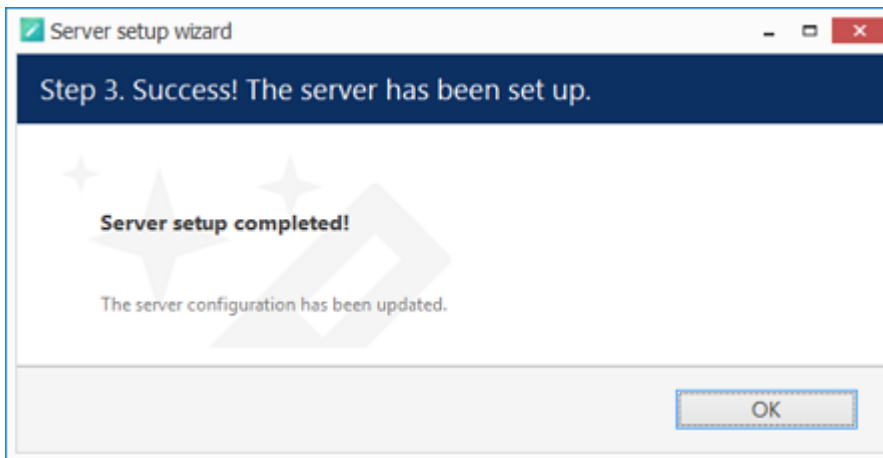 Server setup wizard
Step 3. Success! The server has been set up.
Server setup completed!
The server configuration has been updated.
OK